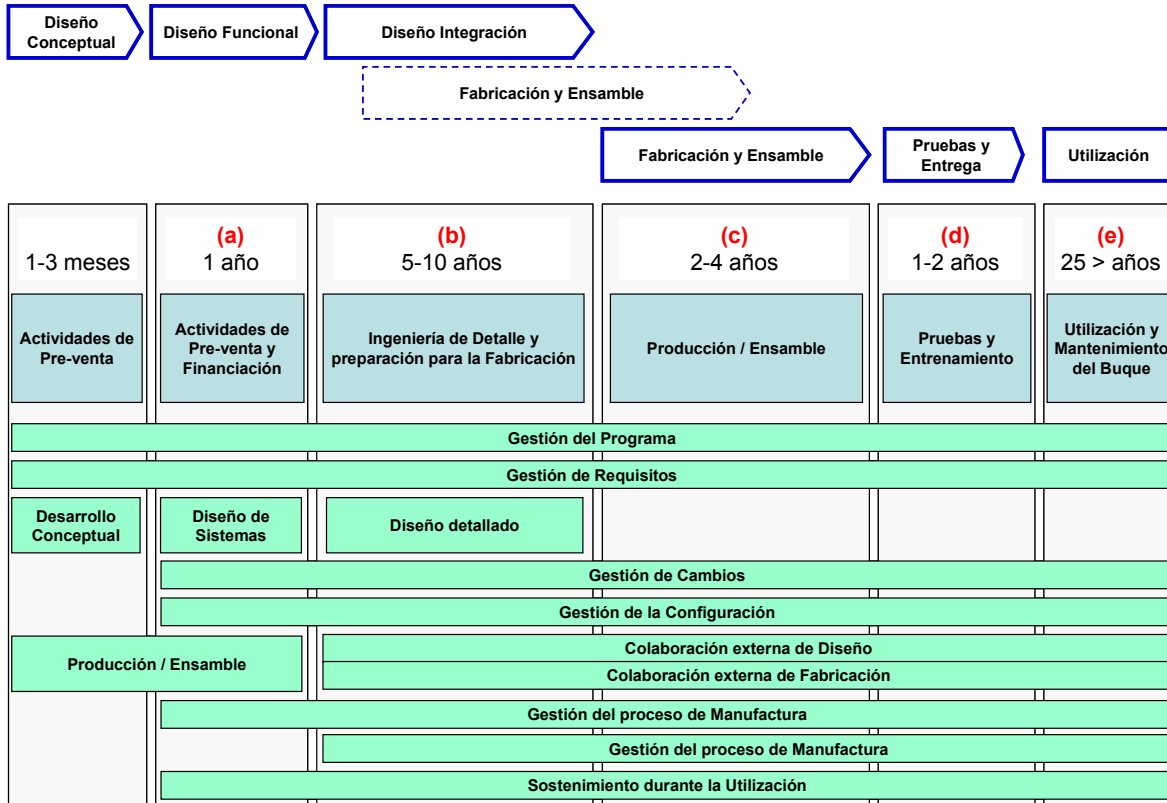 Diseño
Conceptual
Diseño Funcional
Diseño Integración
Fabricación y Ensamble
Fabricación y Ensamble
Pruebas y
Entrega
Utilización
1-3 meses
(a)
1 año
(b)
5-10 años
(c)
2-4 años
(d)
1-2 años
(e)
25 > años
Actividades de
Pre-venta
Actividades de
Pre-venta y
Financiación
Ingeniería de Detalle y
preparación para la Fabricación
Producción / Ensamble
Pruebas y
Entrenamiento
Utilización y
Mantenimiento
del Buque
Gestión del Programa
Gestión de Requisitos
Desarrollo
Conceptual
Diseño de
Sistemas
Diseño detallado
Gestión de Cambios
Gestión de la Configuración
Producción / Ensamble
Colaboración externa de Diseño
Colaboración externa de Fabricación
Gestión del proceso de Manufactura
Gestión del proceso de Manufactura
Sostenimiento durante la Utilización